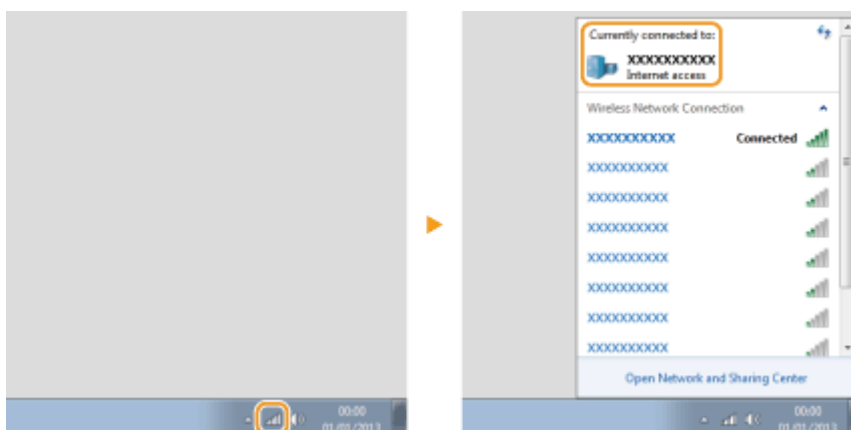 00:00
01/01/2013
Currently connected to:
XXXXXXXXXX
Internet access
Wireless Network Connection
XXXXXXXXXX Connected
XXXXXXXXXX
XXXXXXXXXX
XXXXXXXXXX
XXXXXXXXXX
XXXXXXXXXX
XXXXXXXXXX
XXXXXXXXXX
Open Network and Sharing Center
00:00
01/01/2013